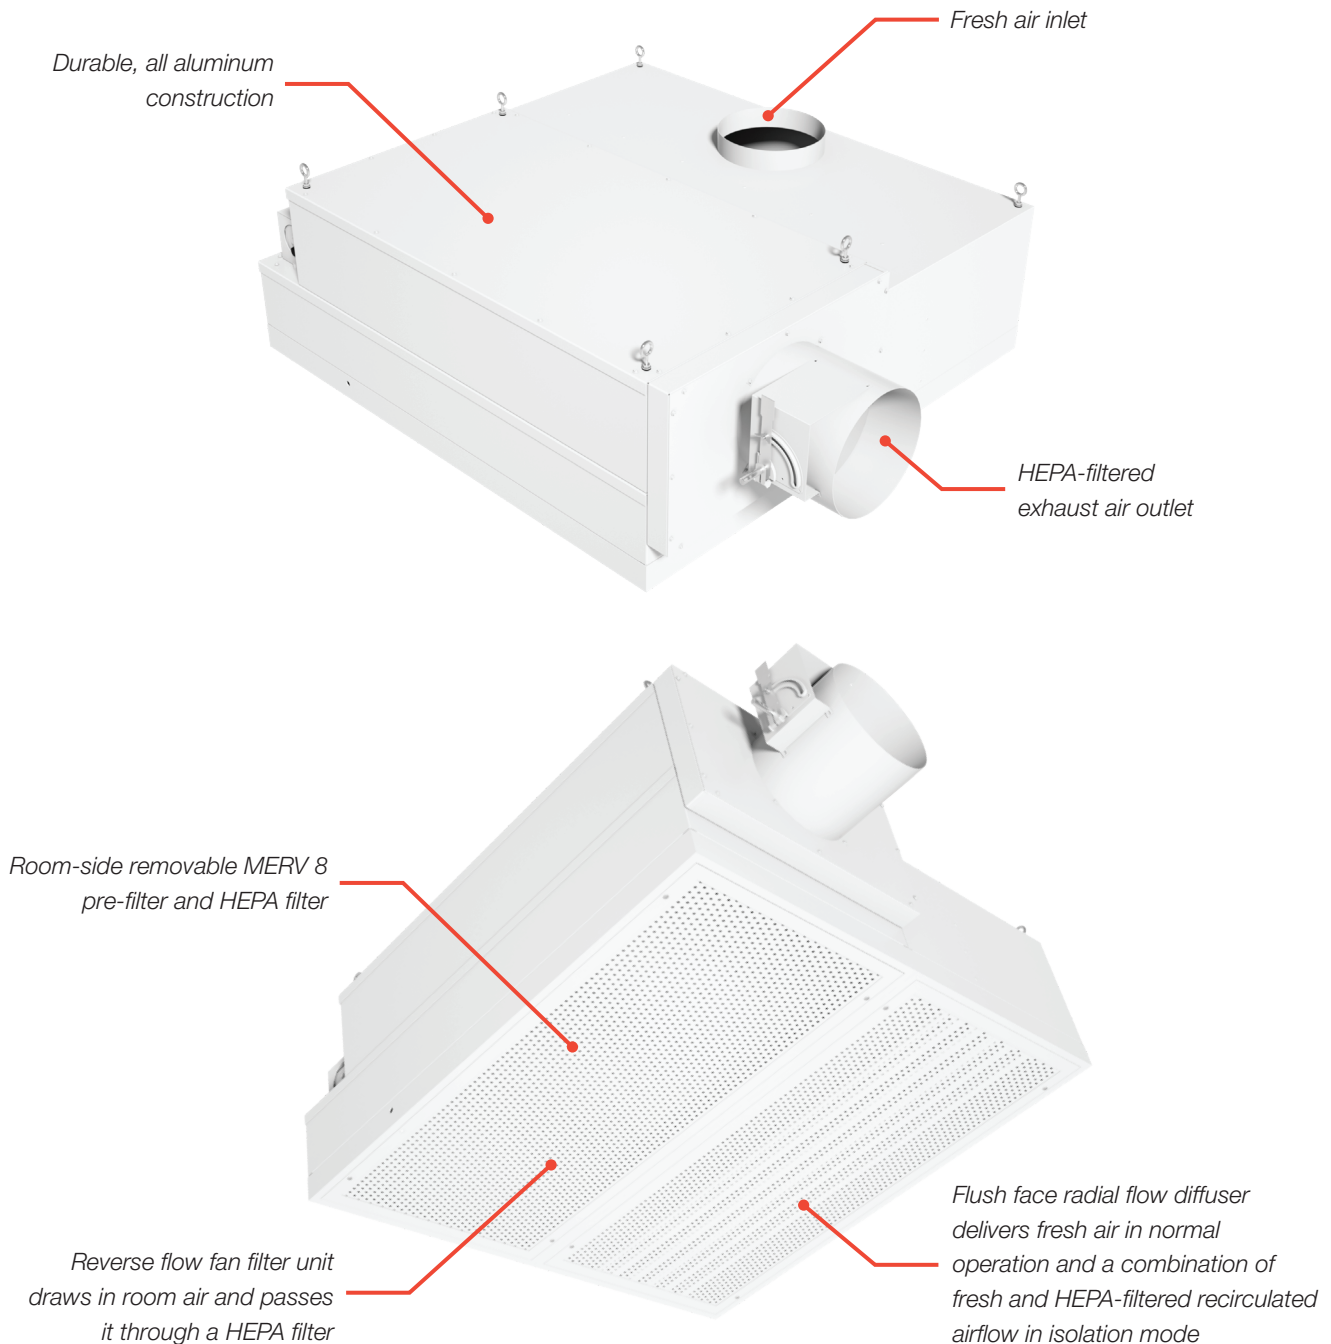 Fresh air inlet
Durable, all aluminum
construction
HEPA-filtered
exhaust air outlet
Room-side removable MERV 8
pre-filter and HEPA filter
Reverse flow fan filter unit
draws in room air and passes
it through a HEPA filter
Flush face radial flow diffuser
delivers fresh air in normal
operation and a combination of
fresh and HEPA-filtered recirculated
airflow in isolation mode